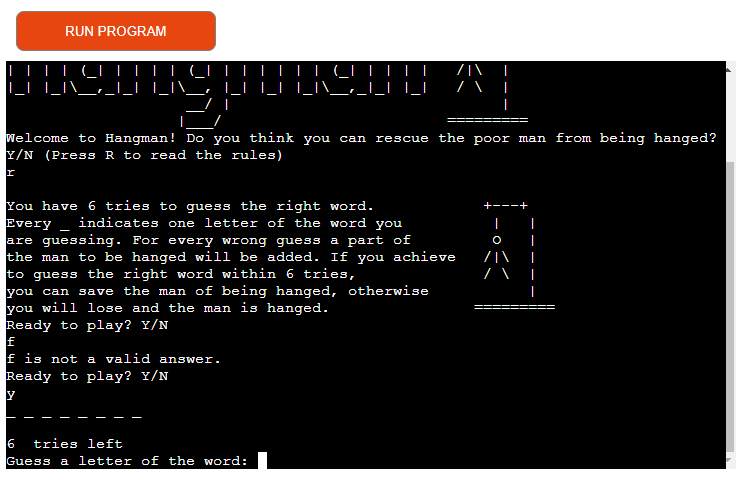 RUN PROGRAM
| | | | (_| | | | | (_| | | | | | | (_| | | | |   /|\  |
|_| |_|\__,_|_| |_|\__, |_| |_| |_|\__,_|_| |_|   / \  |
                    __/ |                              |
                   |___/                         =========
Welcome to Hangman! Do you think you can rescue the poor man from being hanged?
Y/N (Press R to read the rules)
r
You have 6 tries to guess the right word.            +---+
Every _ indicates one letter of the word you          |   |
are guessing. For every wrong guess a part of         o   |
the man to be hanged will be added. If you achieve   /|\  |
to guess the right word within 6 tries,              / \  |
you can save the man of being hanged, otherwise           |
you will lose and the man is hanged.                =========
Ready to play? Y/N
f
f is not a valid answer.
Ready to play? Y/N
y
_ _ _ _ _ _ _ _
6  tries left
Guess a letter of the word: